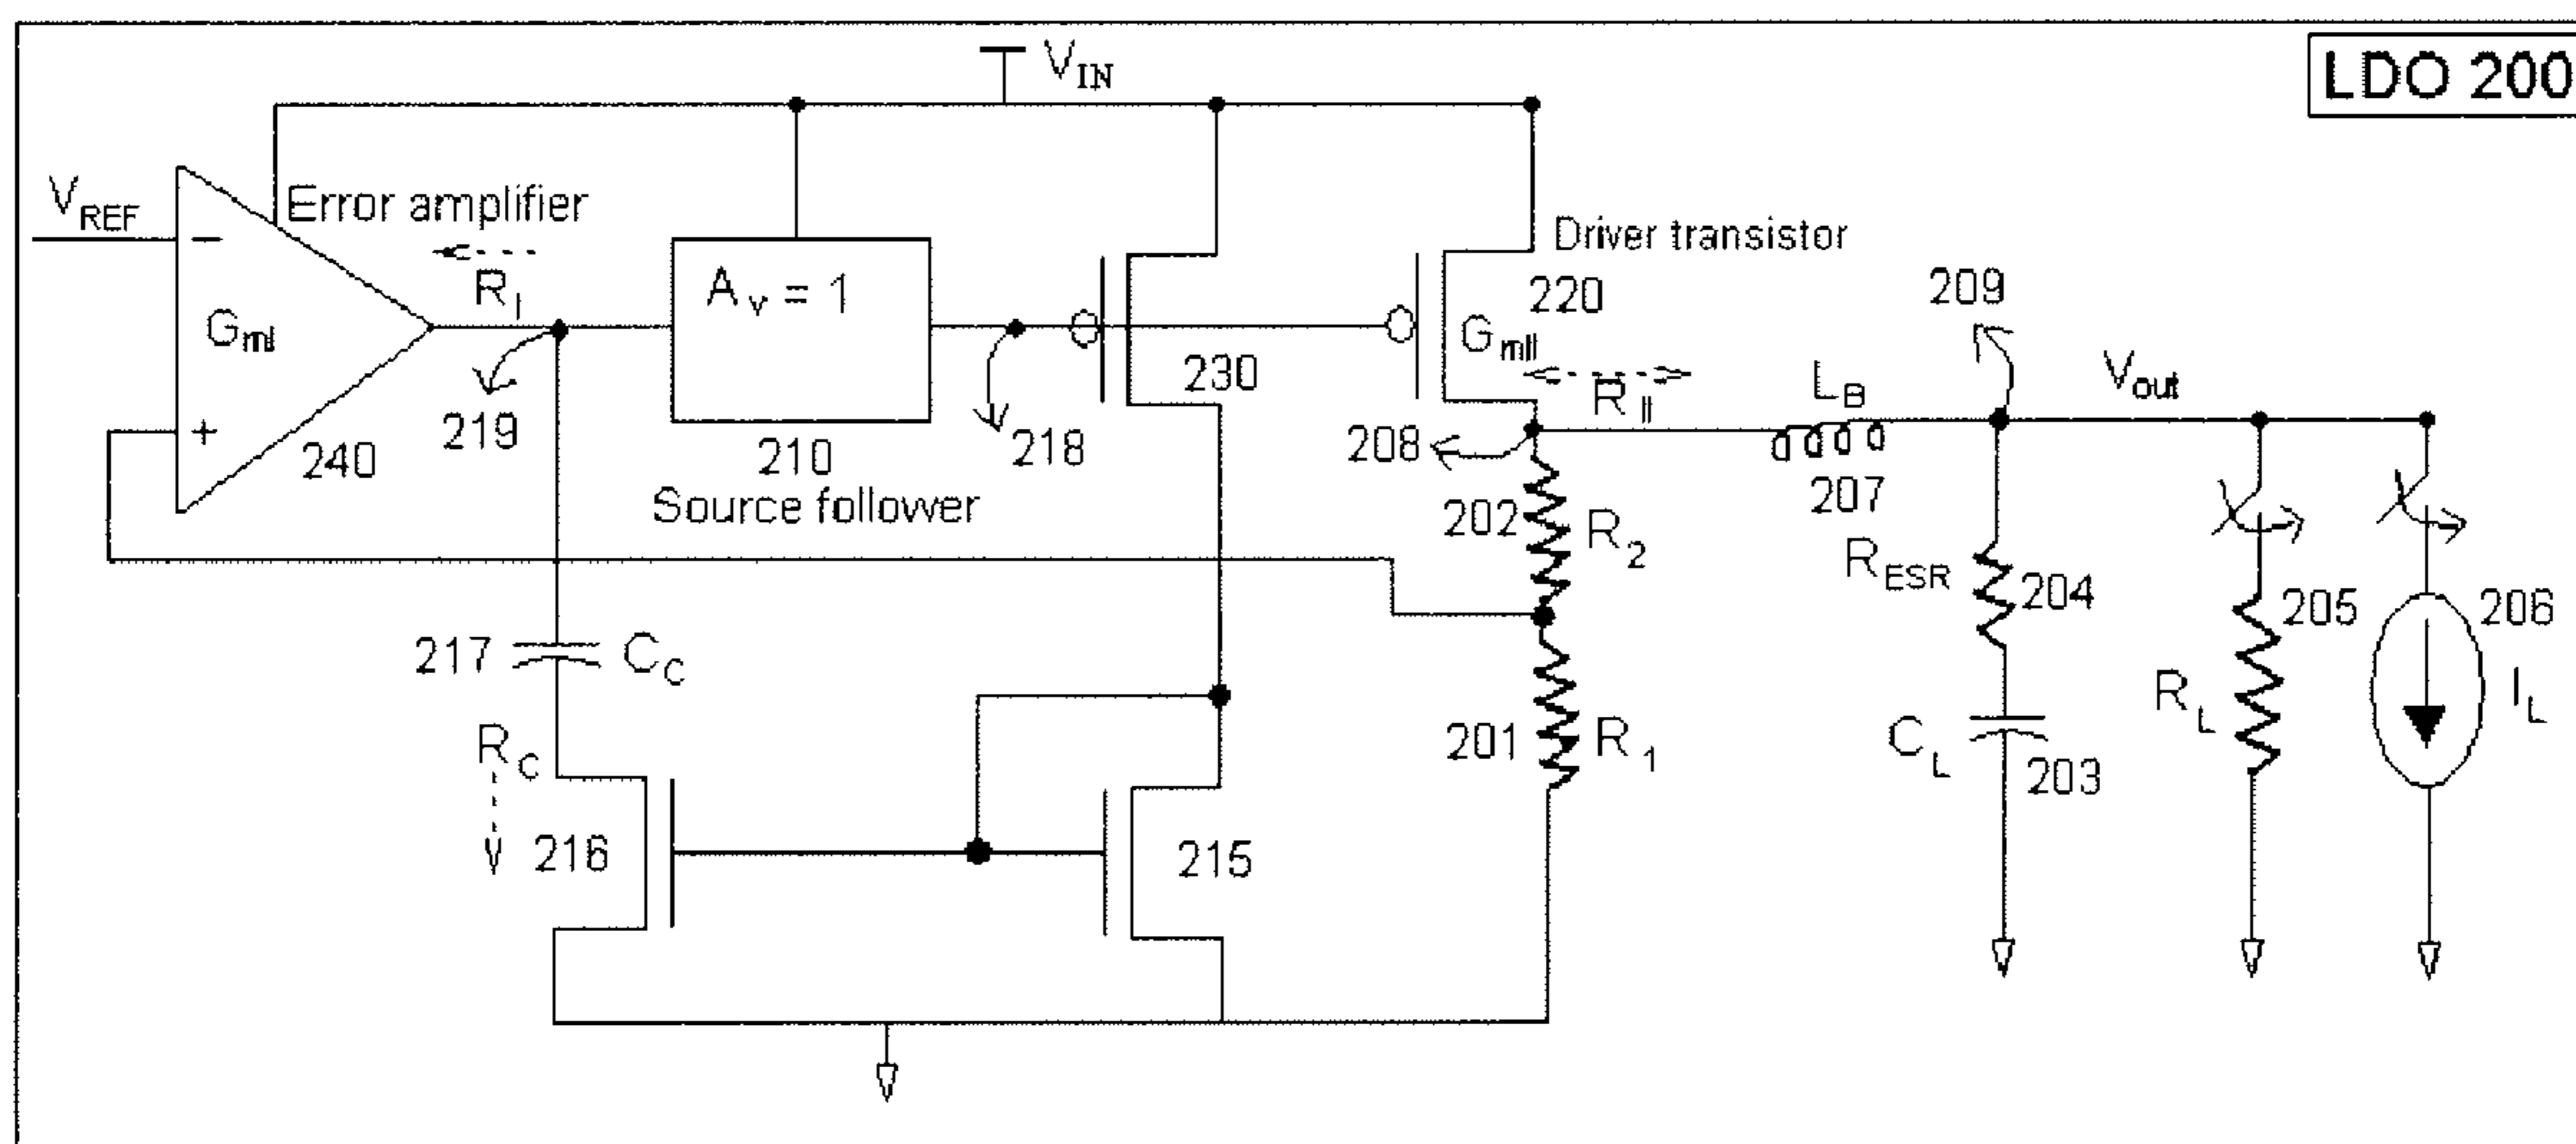 LDO 200
V_IN
V_REF
Error amplifier
R_I
G_mI
−
+
240
219
A_v = 1
210
Source follower
218
230
Driver transistor
220
G_mII
R_II
208
L_B
207
209
V_out
202
R_2
201
R_1
R_ESR
204
C_L
203
205
R_L
206
I_L
217
C_C
R_C
216
215